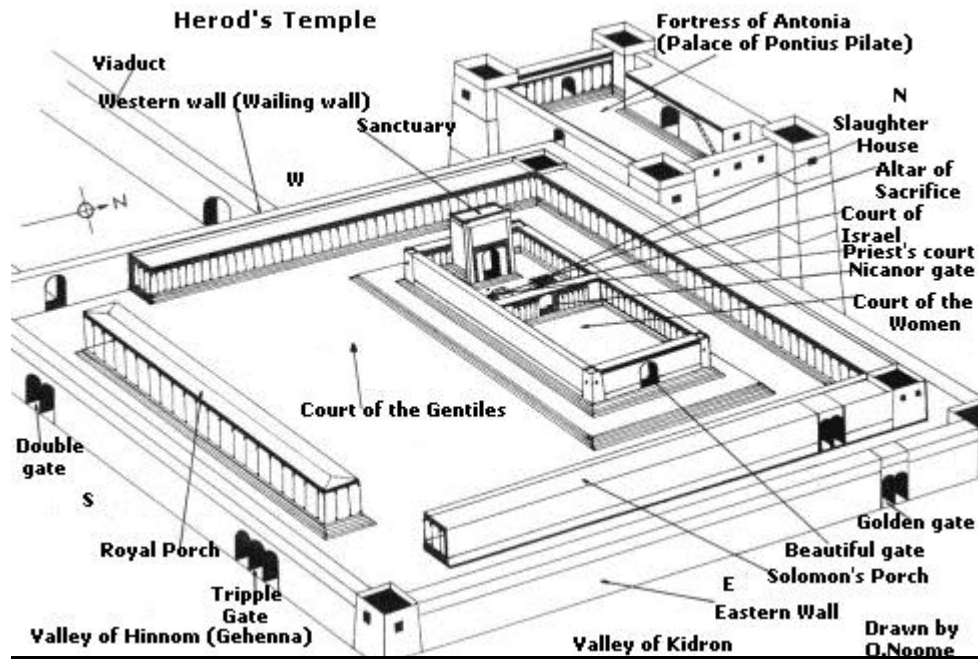 Herod's Temple
Fortress of Antonia
(Palace of Pontius Pilate)
Viaduct
Western wall (Wailing wall)
Sanctuary
N
Slaughter
House
Altar of
Sacrifice
Court of
Israel
Priest's court
Nicanor gate
Court of the
Women
W
N
Court of the Gentiles
Double
gate
S
Royal Porch
Tripple
Gate
Golden gate
Beautiful gate
Solomon's Porch
E
Eastern Wall
Valley of Hinnom (Gehenna)
Valley of Kidron
Drawn by
O.Noome